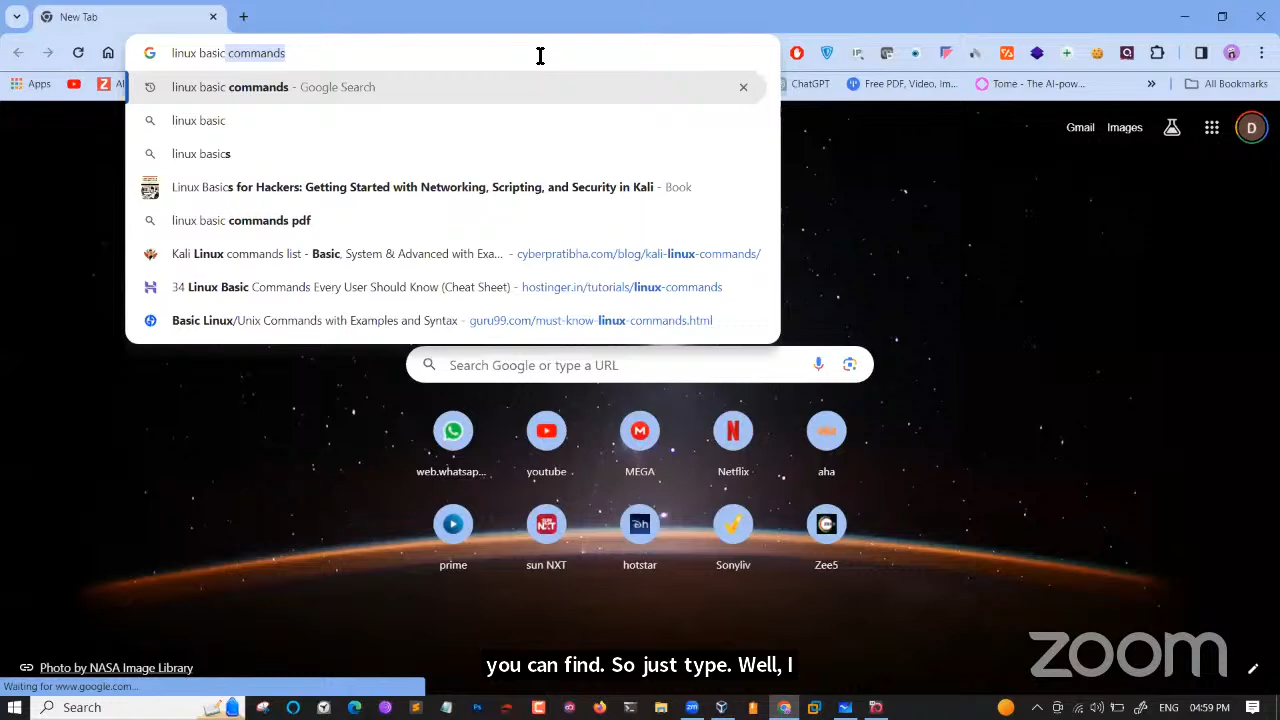 New Tab
linux basic commands
linux basic commands - Google Search
linux basic
linux basics
Linux Basics for Hackers: Getting Started with Networking, Scripting, and Security in Kali - Book
linux basic commands pdf
Kali Linux commands list - Basic, System & Advanced with Exa... - cyberpratibha.com/blog/kali-linux-commands/
34 Linux Basic Commands Every User Should Know (Cheat Sheet) - hostinger.in/tutorials/linux-commands
Basic Linux/Unix Commands with Examples and Syntax - guru99.com/must-know-linux-commands.html
Apps
ChatGPT
Free PDF, Video, Im...
Tome - The AI-pow...
All Bookmarks
Gmail Images
D
Search Google or type a URL
web.whatsap...
youtube
MEGA
Netflix
aha
prime
sun NXT
hotstar
Sonyliv
Zee5
zoom
you can find. So just type. Well, I
Photo by NASA Image Library
Waiting for www.google.com...
Search
ENG
04:59 PM